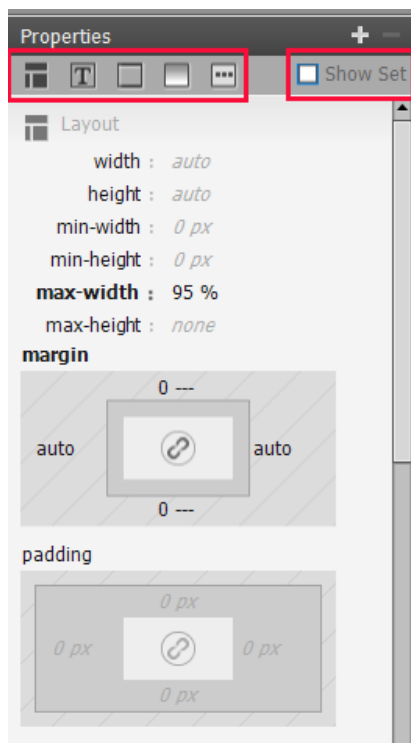 Properties
T
Show Set
Layout
width : auto
height : auto
min-width : 0 px
min-height : 0 px
max-width : 95 %
max-height : none
margin
0 ---
auto auto
0 ---
padding
0 px
0 px 0 px
0 px